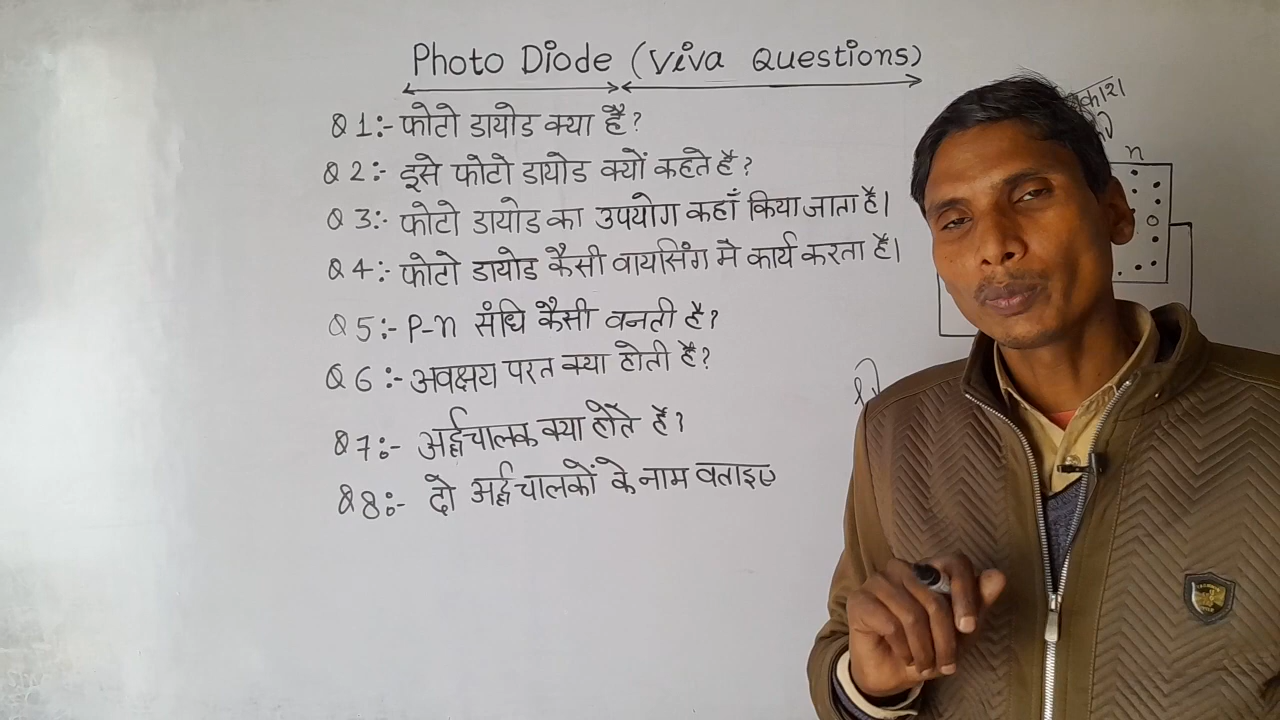 Photo Diode (Viva Questions)
Q 1:- फोटो डायोड क्या है?
Q 2:- इसे फोटो डायोड क्यों कहते है?
Q 3:- फोटो डायोड का उपयोग कहाँ किया जाता है।
Q 4:- फोटो डायोड कैसी वायसिंग मे कार्य करता है।
Q 5:- P-n संधि कैसी वनती है?
Q 6:- अवक्षय परत क्या होती है?
Q 7:- अर्द्धचालक क्या होते है?
Q 8:- दो अर्द्धचालकों के नाम वताइए
n